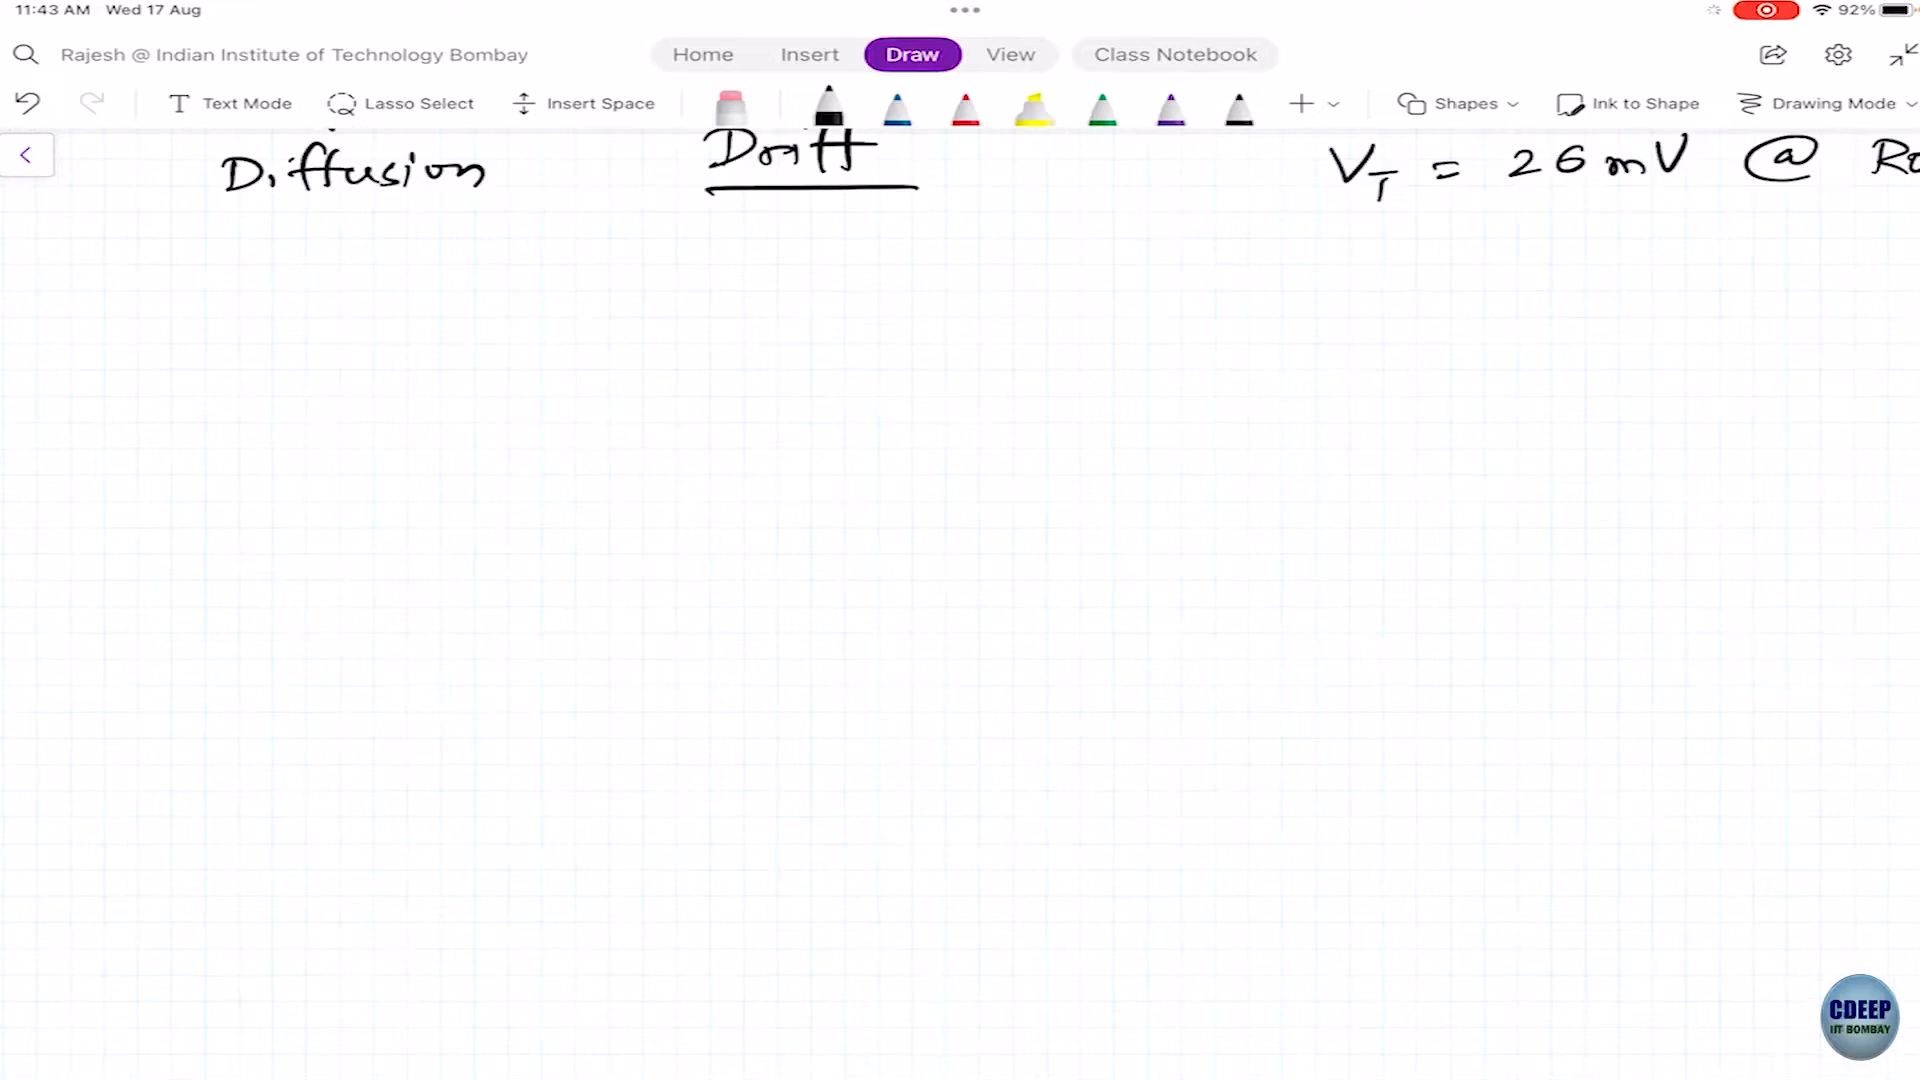 11:43 AM Wed 17 Aug
92%
Rajesh @ Indian Institute of Technology Bombay
Home Insert Draw View Class Notebook
Text Mode Lasso Select Insert Space Shapes Ink to Shape Drawing Mode
Diffusion Drift V_T = 26 mV @
CDEEP
IIT BOMBAY